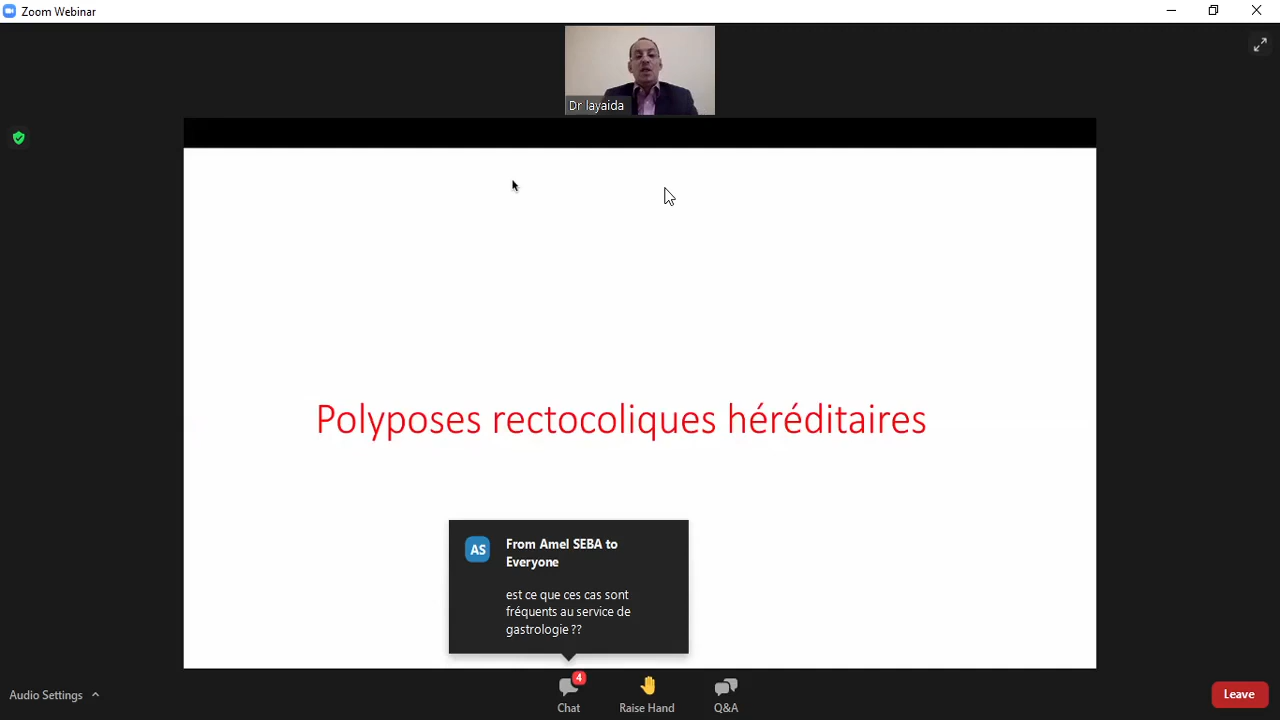 Zoom Webinar
Dr layaida
Polyposes rectocoliques héréditaires
AS
From Amel SEBA to
Everyone
est ce que ces cas sont
fréquents au service de
gastrologie ??
Audio Settings
4
Chat
Raise Hand
Q&A
Leave